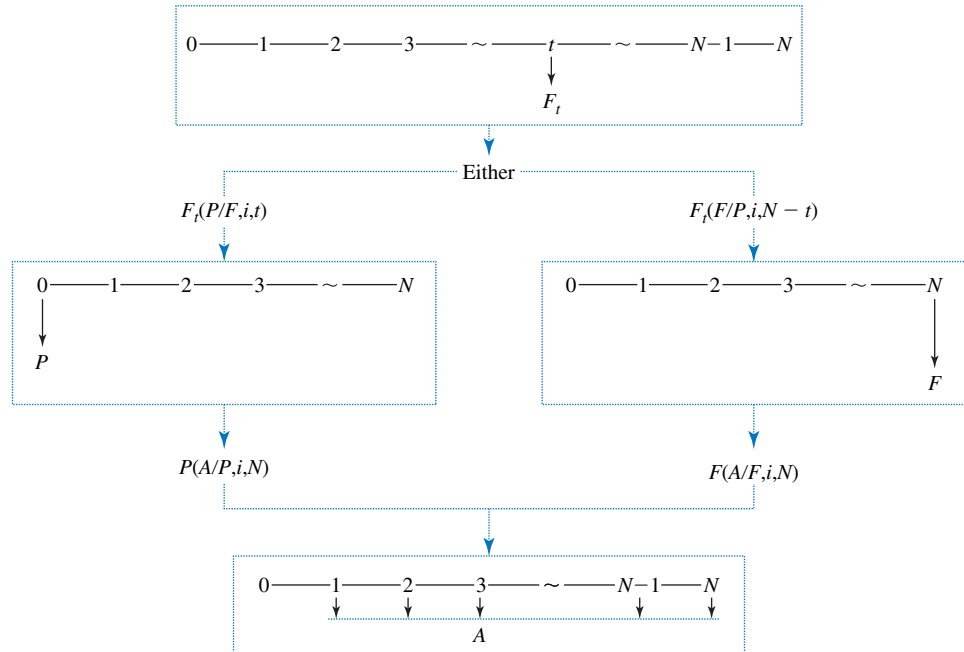 0 1 2 3 ~ t ~ N−1 N
F_t
Either
F_t(P/F,i,t) F_t(F/P,i,N − t)
0 1 2 3 ~ N 0 1 2 3 ~ N
P
F
P(A/P,i,N) F(A/F,i,N)
0 1 2 3 ~ N−1 N
A